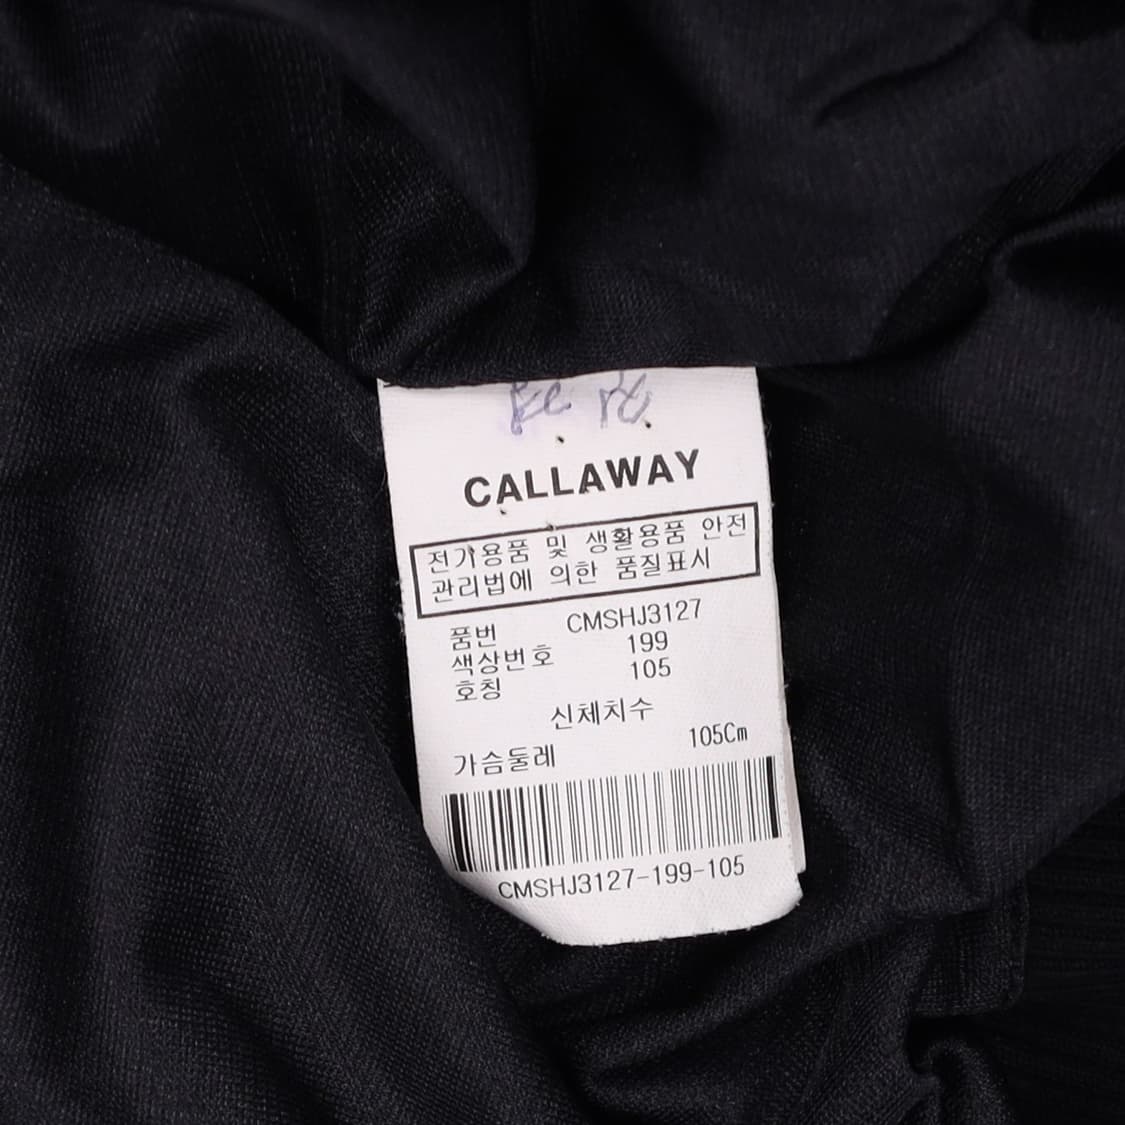 CALLAWAY
전기용품 및 생활용품 안전
관리법에 의한 품질표시
품번 CMSHJ3127
색상번호 199
호칭 105
신체치수
가슴둘레 105Cm
CMSHJ3127-199-105